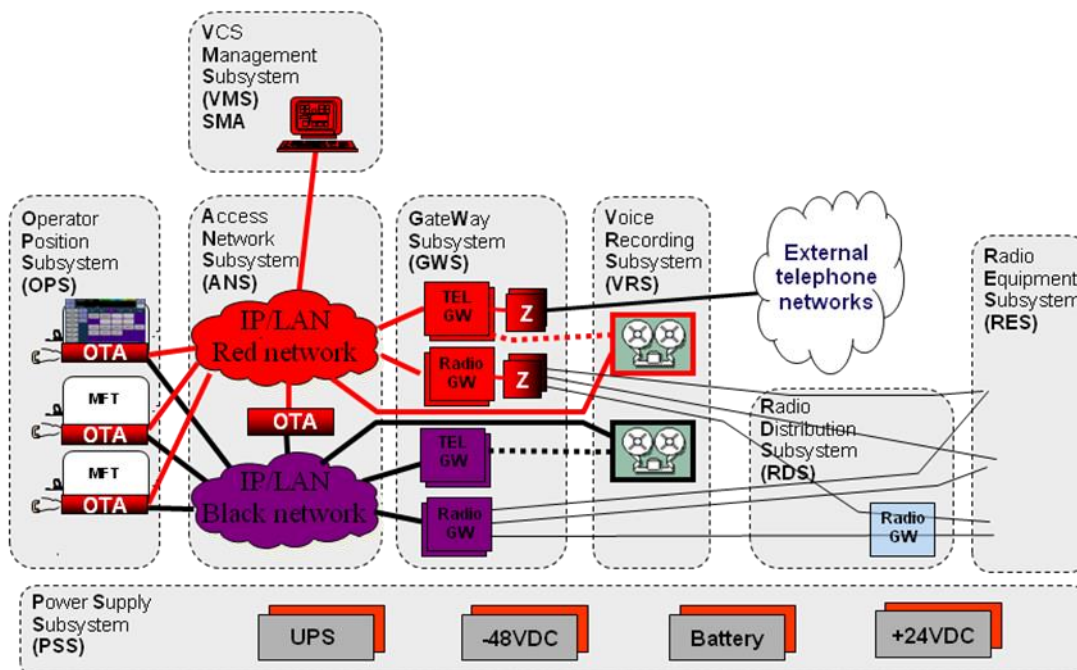 VCS
Management
Subsystem
(VMS)
SMA
Operator
Position
Subsystem
(OPS)
Access
Network
Subsystem
(ANS)
GateWay
Subsystem
(GWS)
Voice
Recording
Subsystem
(VRS)
External
telephone
networks
Radio
Equipment
Subsystem
(RES)
OTA
MFT
OTA
MFT
OTA
IP/LAN
Red network
OTA
IP/LAN
Black network
TEL
GW
Z
Radio
GW
Z
TEL
GW
Radio
GW
Radio
Distribution
Subsystem
(RDS)
Radio
GW
Power Supply
Subsystem
(PSS)
UPS
-48VDC
Battery
+24VDC